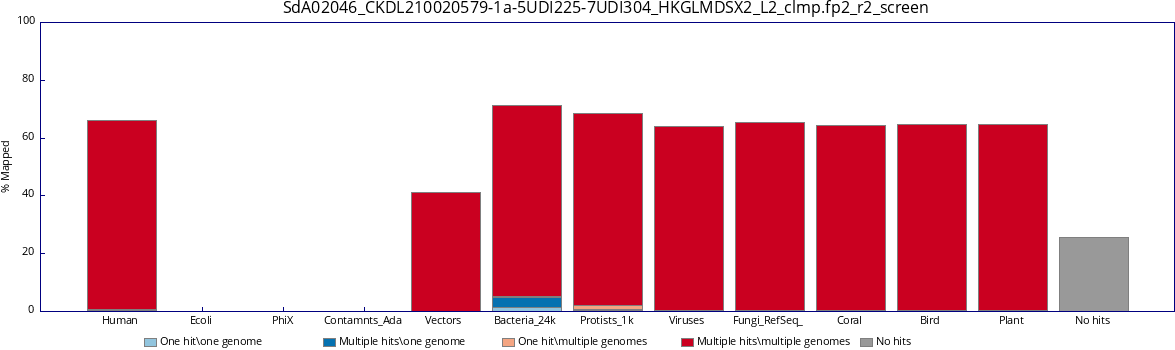 SdA02046_CKDL210020579-1a-5UDI225-7UDI304_HKGLMDSX2_L2_clmp.fp2_r2_screen
100
80
60
40
20
0
% Mapped
Human Ecoli PhiX Contamnts_Ada Vectors Bacteria_24k Protists_1k Viruses Fungi_RefSeq_ Coral Bird Plant No hits
One hit\one genome Multiple hits\one genome One hit\multiple genomes Multiple hits\multiple genomes No hits